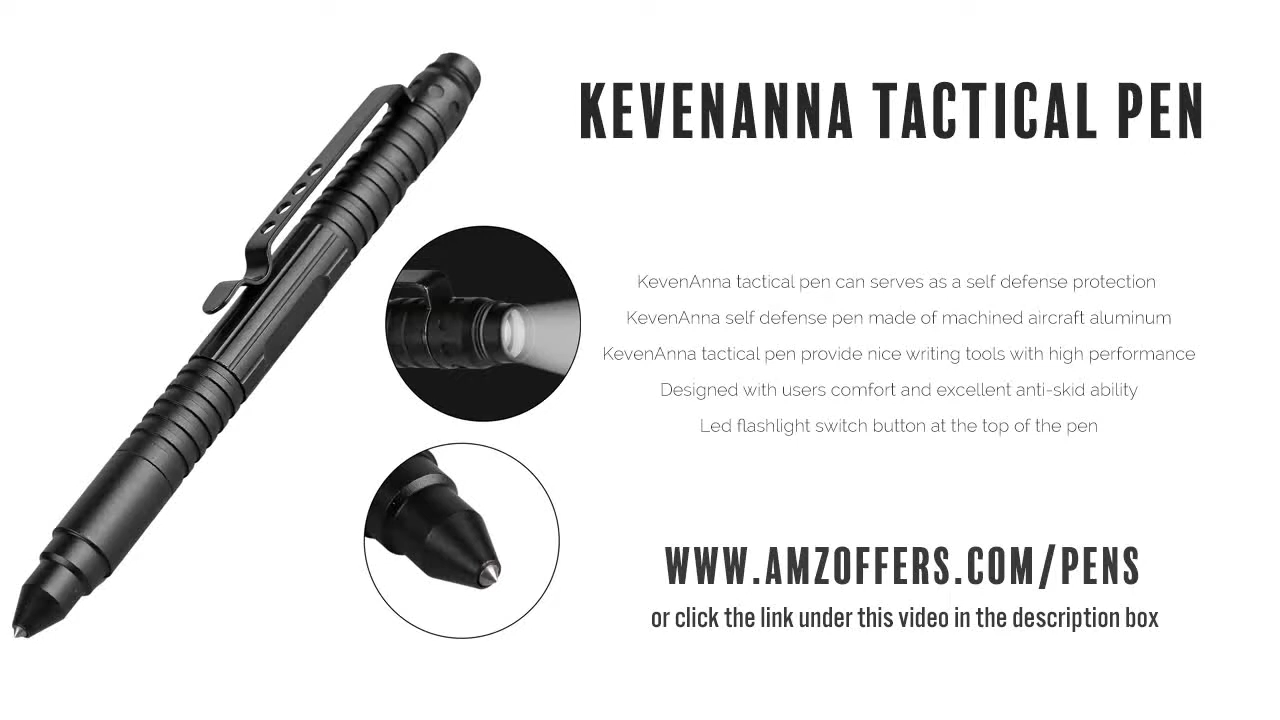 KEVENANNA TACTICAL PEN
KevenAnna tactical pen can serves as a self defense protection
KevenAnna self defense pen made of machined aircraft aluminum
KevenAnna tactical pen provide nice writing tools with high performance
Designed with users comfort and excellent anti-skid ability
Led flashlight switch button at the top of the pen
WWW.AMZOFFERS.COM/PENS
or click the link under this video in the description box